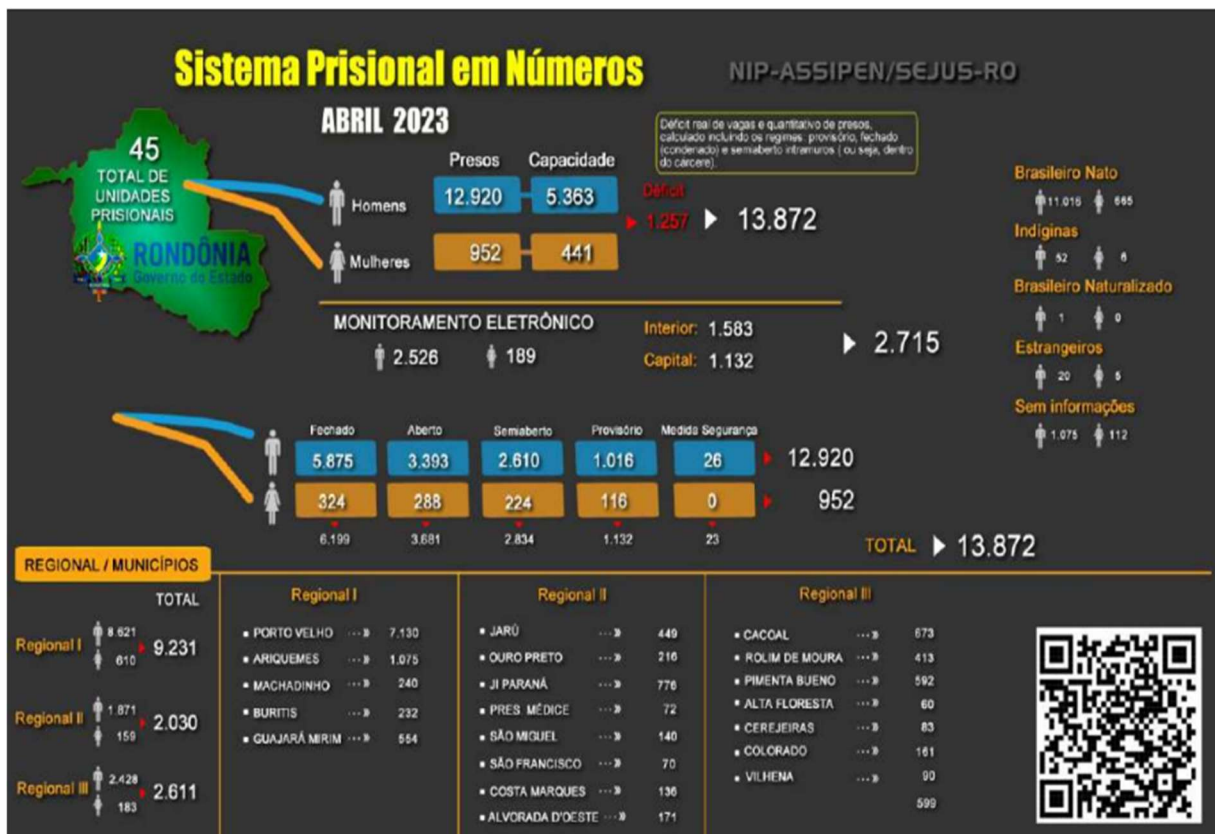 Sistema Prisional em Números
NIP-ASSIPEN/SEJUS-RO
ABRIL 2023
45
TOTAL DE
UNIDADES
PRISIONAIS
RONDÔNIA
Governo do Estado
Déficit real de vagas e quantitativo de presos,
calculado incluindo os regimes: provisório, fechado
(condenado) e semiaberto intramuros ( ou seja, dentro
do cárcere).
Presos Capacidade
Homens 12.920 5.363
Déficit
1.257 13.872
Mulheres 952 441
MONITORAMENTO ELETRÔNICO
2.526 189
Interior: 1.583
Capital: 1.132
2.715
Brasileiro Nato
11.016 665
Indíginas
52 6
Brasileiro Naturalizado
1 0
Estrangeiros
20 5
Sem informações
1.075 112
Fechado Aberto Semiaberto Provisório Medida Segurança
5.875 3.393 2.610 1.016 26 12.920
324 288 224 116 0 952
6.199 3.681 2.834 1.132 23
TOTAL 13.872
REGIONAL / MUNICÍPIOS
TOTAL
Regional I 8.621 610 9.231
Regional II 1.871 159 2.030
Regional III 2.428 183 2.611
Regional I
PORTO VELHO ···» 7.130
ARIQUEMES ···» 1.075
MACHADINHO ···» 240
BURITIS ···» 232
GUAJARÁ MIRIM ···» 554
Regional II
JARÚ ···» 449
OURO PRETO ···» 216
JI PARANÁ ···» 776
PRES. MÉDICE ···» 72
SÃO MIGUEL ···» 140
SÃO FRANCISCO ···» 70
COSTA MARQUES ···» 136
ALVORADA D'OESTE ···» 171
Regional III
CACOAL ···» 673
ROLIM DE MOURA ···» 413
PIMENTA BUENO ···» 592
ALTA FLORESTA ···» 60
CEREJEIRAS ···» 83
COLORADO ···» 161
VILHENA ···» 90
599